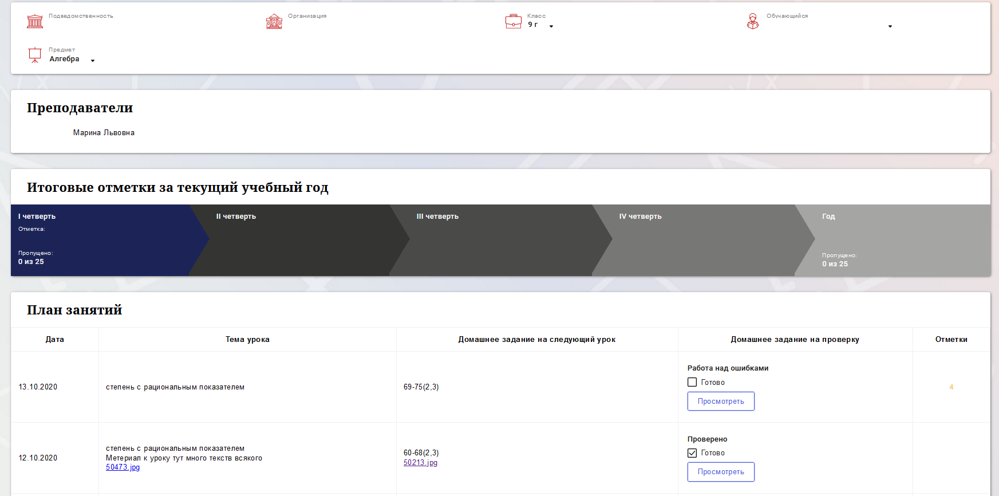 Подведомственность
Организация
Класс
9 г
Обучающийся
Предмет
Алгебра
Преподаватели
Марина Львовна
Итоговые отметки за текущий учебный год
I четверть
Отметка:
Пропущено:
0 из 25
II четверть
III четверть
IV четверть
Год
Пропущено:
0 из 25
План занятий
Дата
Тема урока
Домашнее задание на следующий урок
Домашнее задание на проверку
Отметки
13.10.2020
степень с рациональным показателем
69-75(2,3)
Работа над ошибками
Готово
Просмотреть
4
12.10.2020
степень с рациональным показателем
Метериал к уроку тут много текств всякого
50473.jpg
60-68(2,3)
50213.jpg
Проверено
Готово
Просмотреть